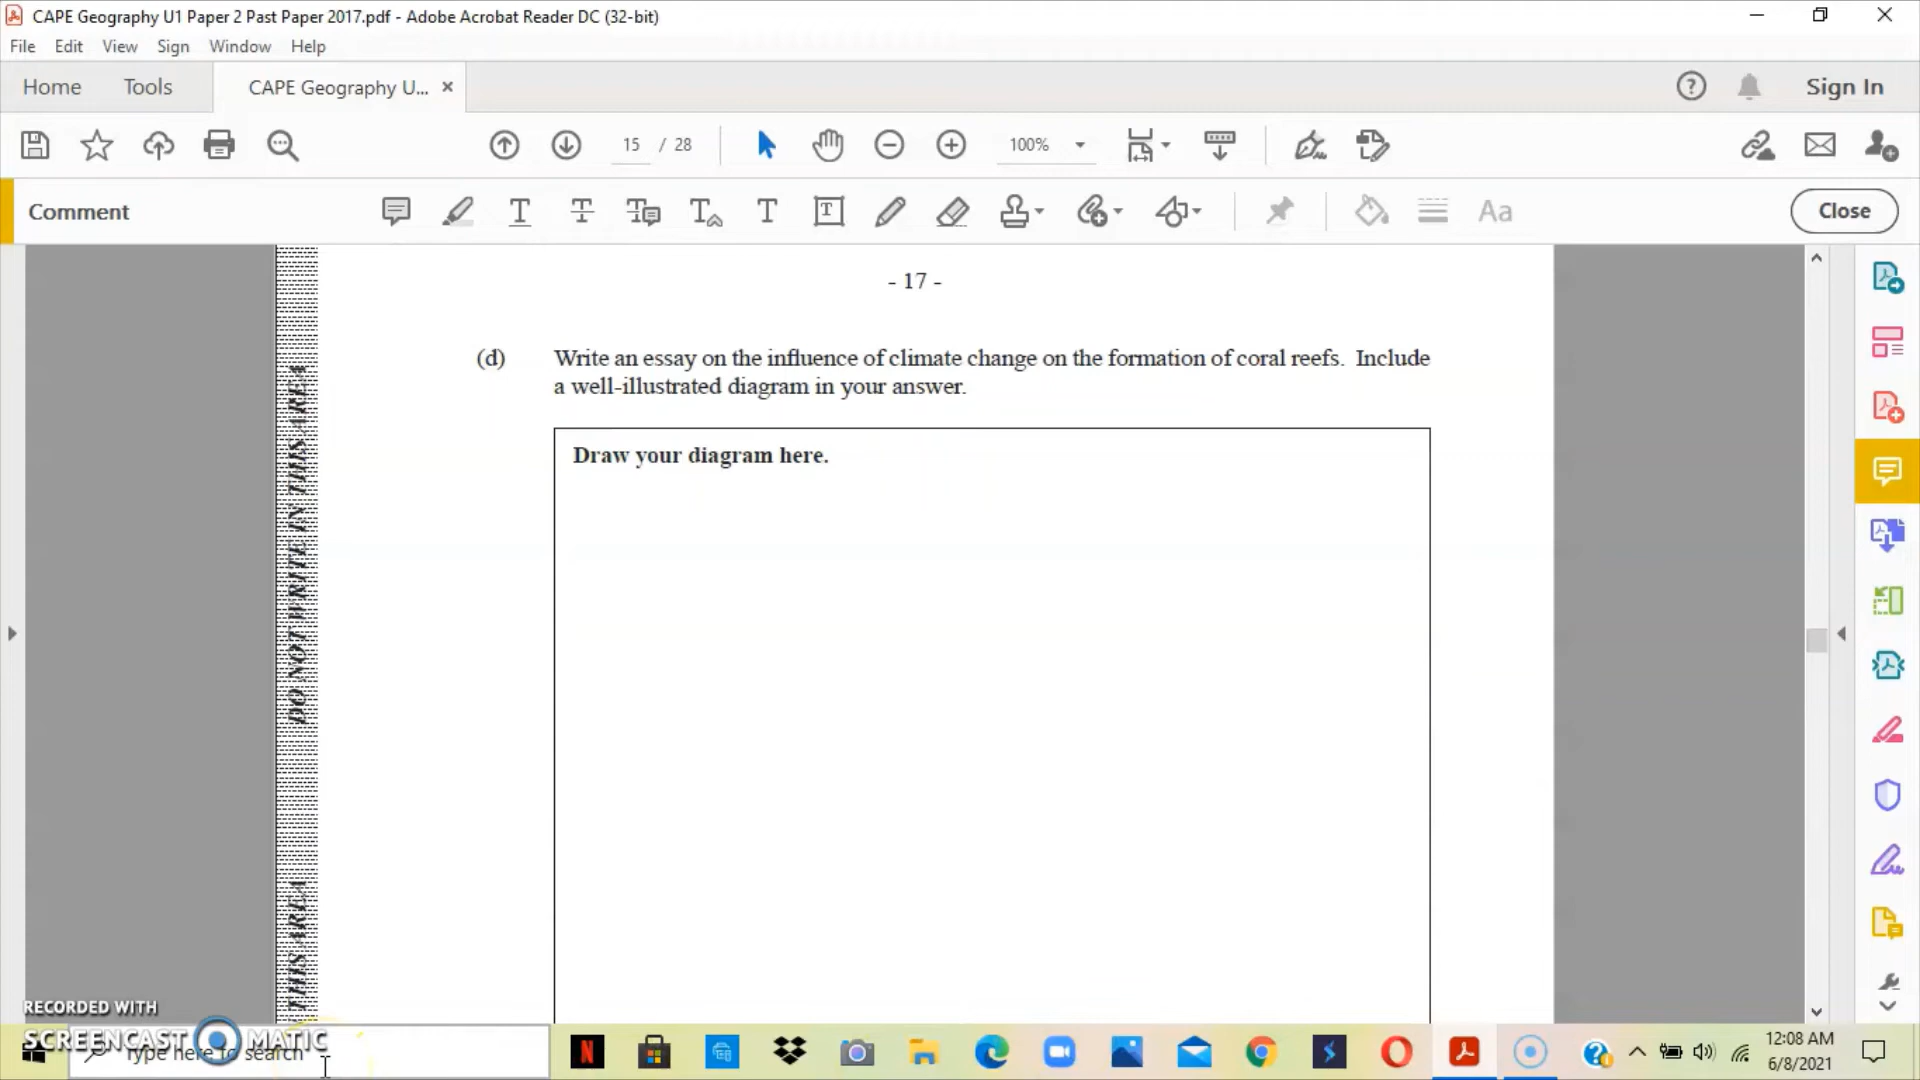 CAPE Geography U1 Paper 2 Past Paper 2017.pdf - Adobe Acrobat Reader DC (32-bit)
File Edit View Sign Window Help
Home Tools CAPE Geography U... × Sign In
15 / 28 100%
Comment Aa Close
- 17 -
(d) Write an essay on the influence of climate change on the formation of coral reefs. Include
a well-illustrated diagram in your answer.
Draw your diagram here.
DO NOT WRITE IN THIS AREA
THIS AREA
RECORDED WITH
SCREENCAST MATIC
Type here to search
12:08 AM
6/8/2021